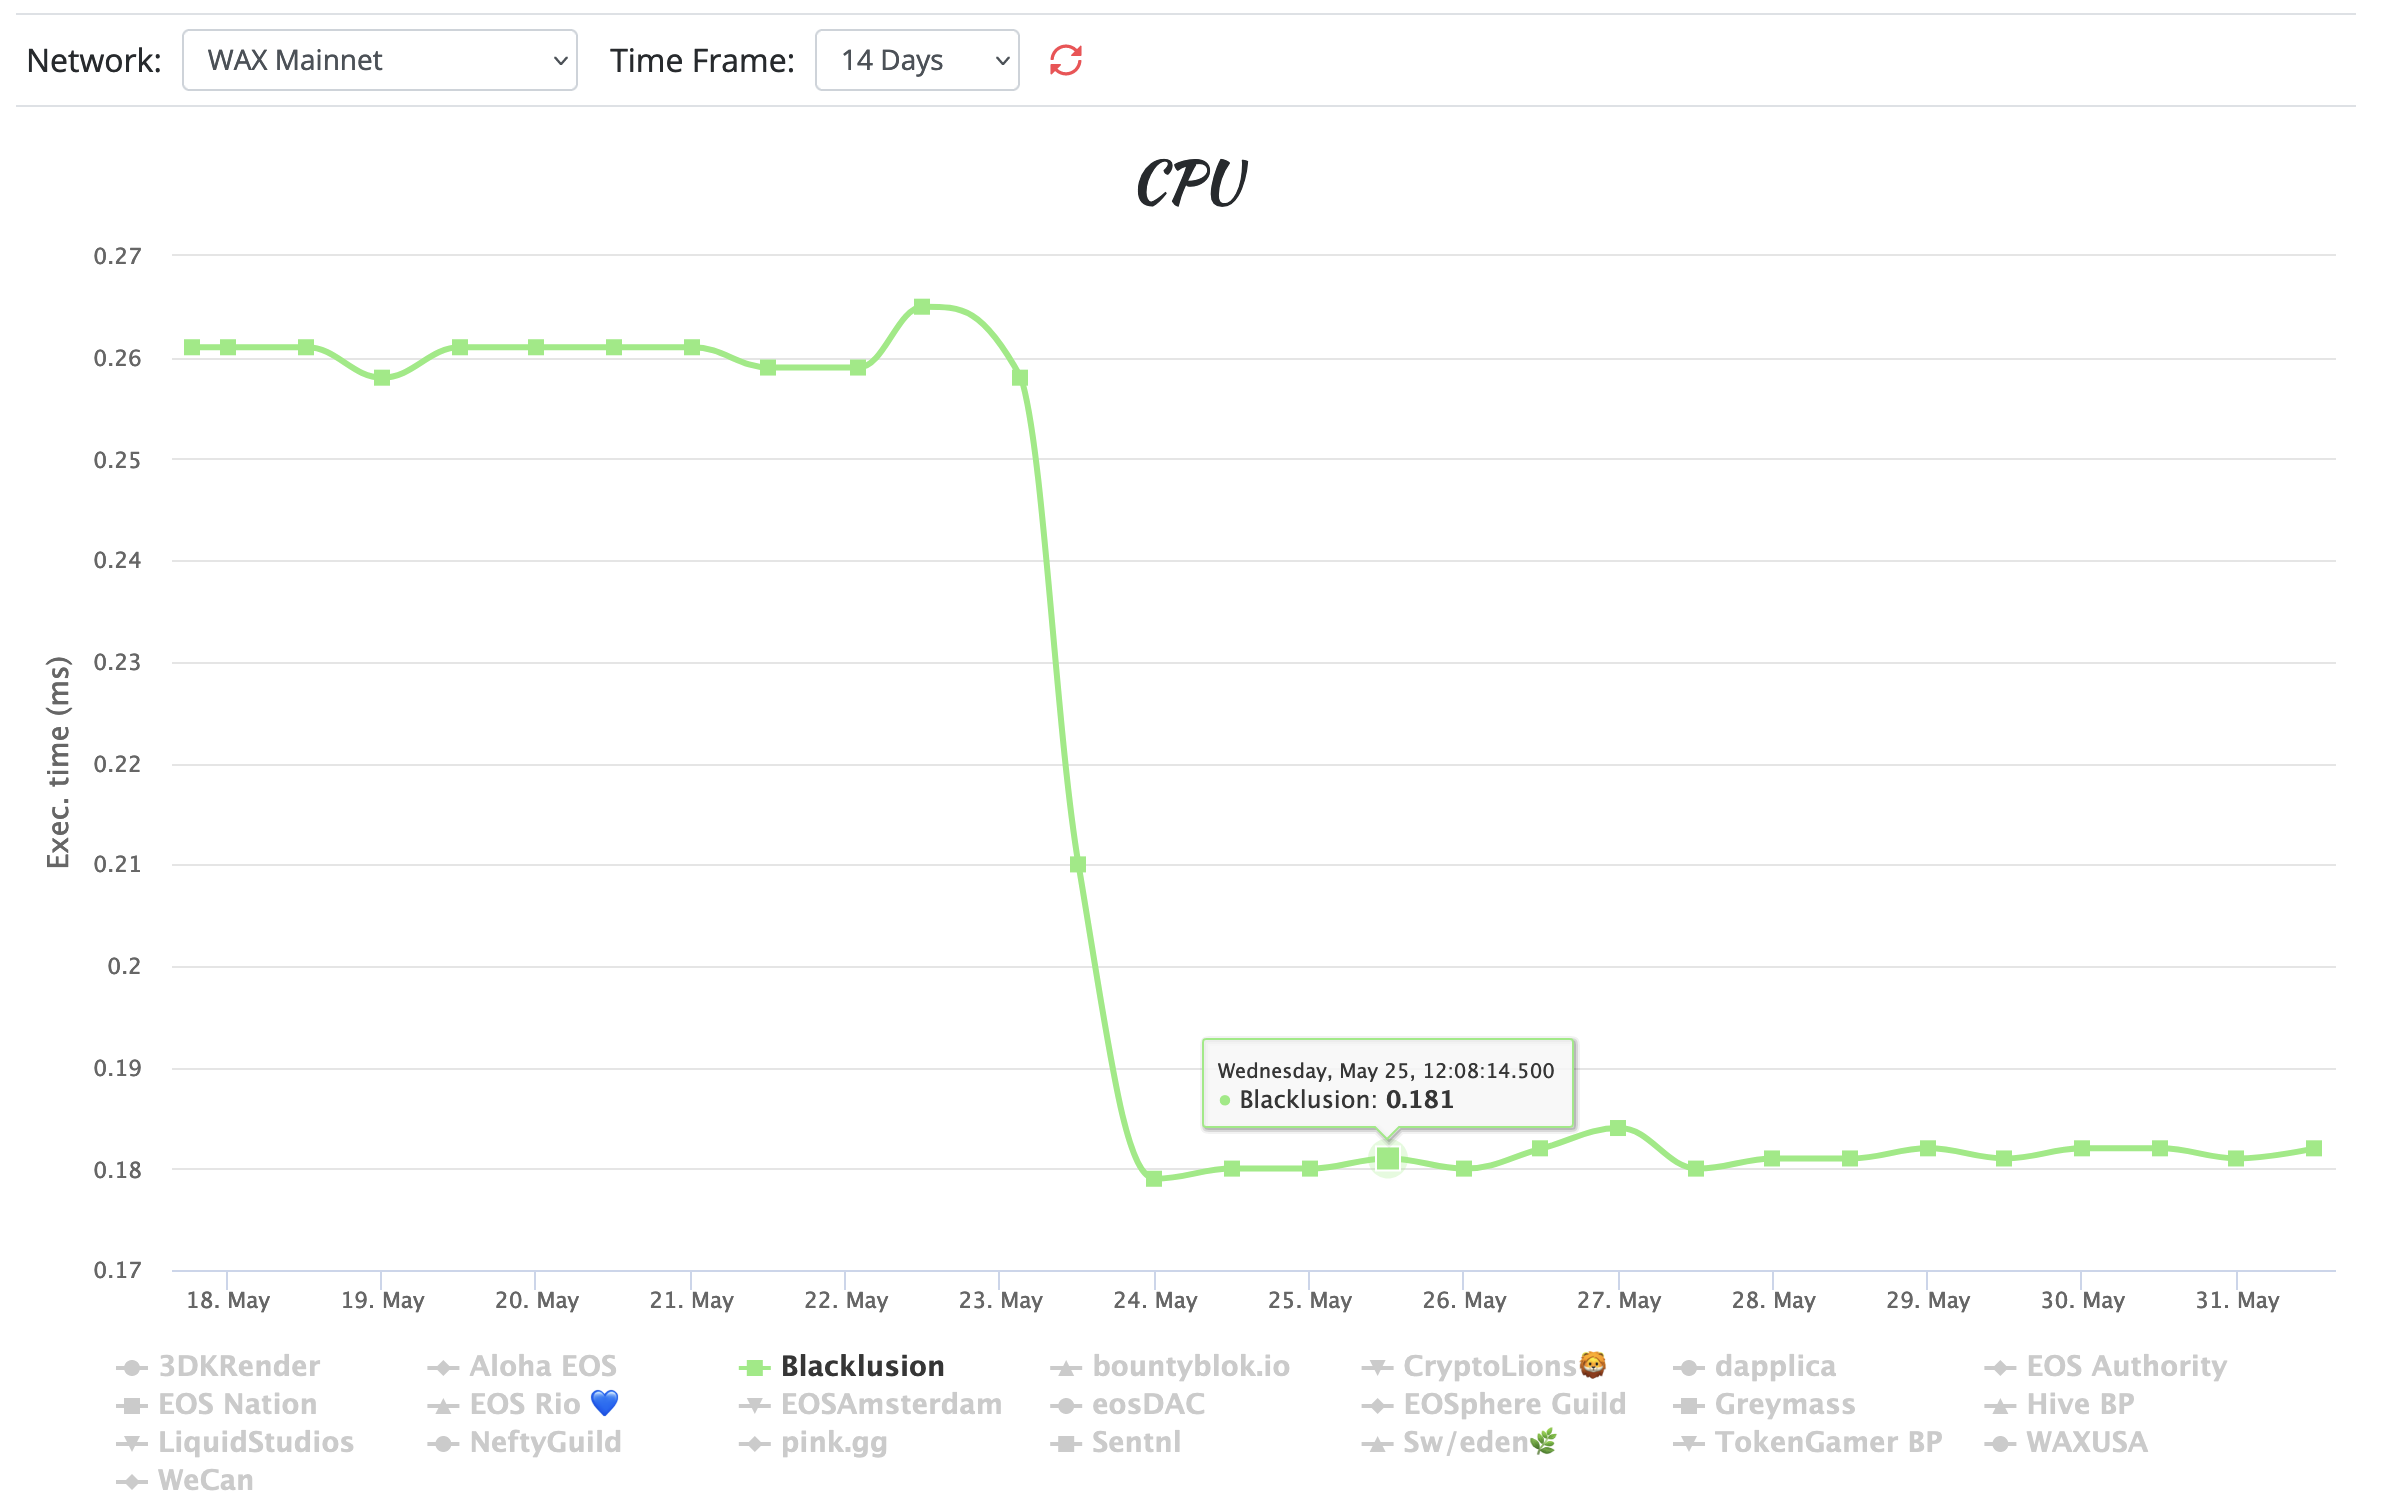 Network: WAX Mainnet Time Frame: 14 Days
CPU
0.27
0.26
0.25
0.24
0.23
0.22
0.21
0.2
0.19
0.18
0.17
Exec. time (ms)
Wednesday, May 25, 12:08:14.500
Blacklusion: 0.181
18. May 19. May 20. May 21. May 22. May 23. May 24. May 25. May 26. May 27. May 28. May 29. May 30. May 31. May
3DKRender Aloha EOS Blacklusion bountyblok.io CryptoLions🦁 dapplica EOS Authority
EOS Nation EOS Rio 💙 EOSAmsterdam eosDAC EOSphere Guild Greymass Hive BP
LiquidStudios NeftyGuild pink.gg Sentnl Sw/eden🌿 TokenGamer BP WAXUSA
WeCan